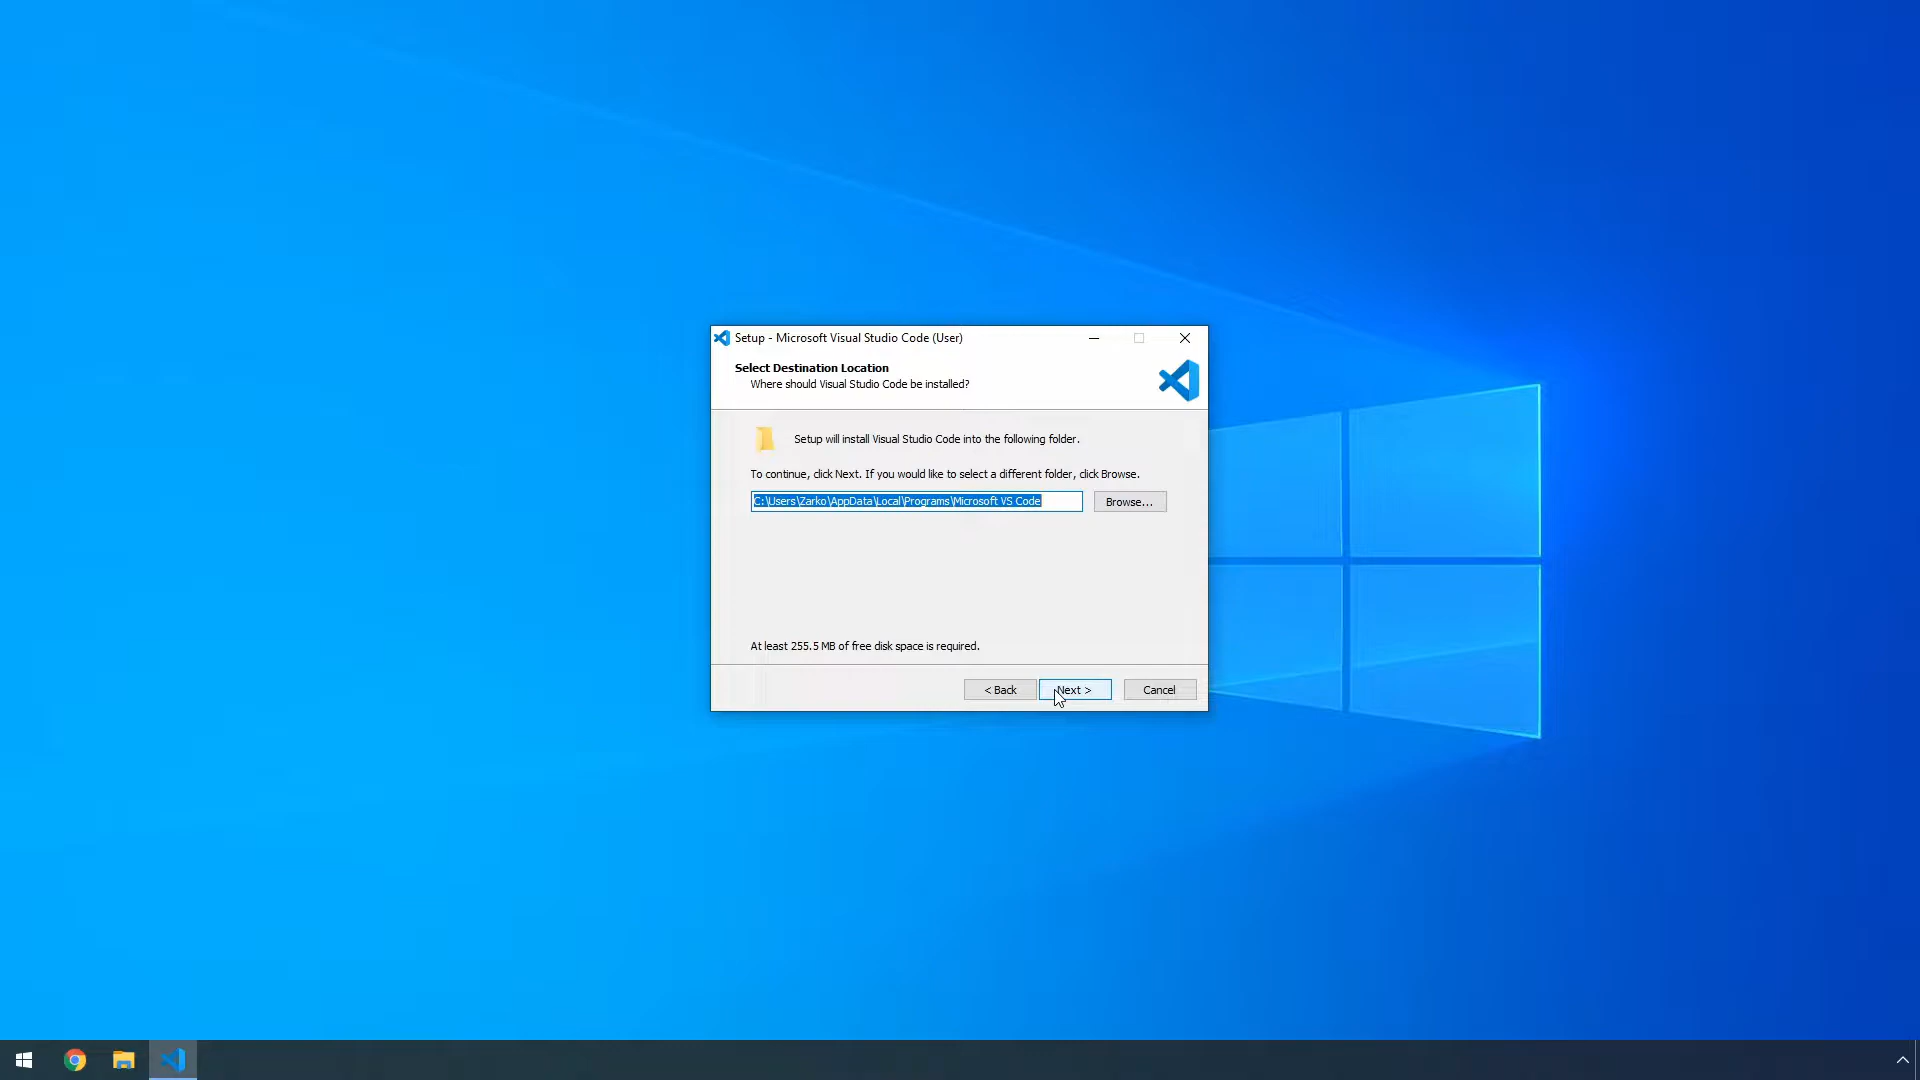 Setup - Microsoft Visual Studio Code (User)
Select Destination Location
Where should Visual Studio Code be installed?
Setup will install Visual Studio Code into the following folder.
To continue, click Next. If you would like to select a different folder, click Browse.
C:\Users\Zarko\AppData\Local\Programs\Microsoft VS Code
Browse...
At least 255.5 MB of free disk space is required.
< Back
Next >
Cancel